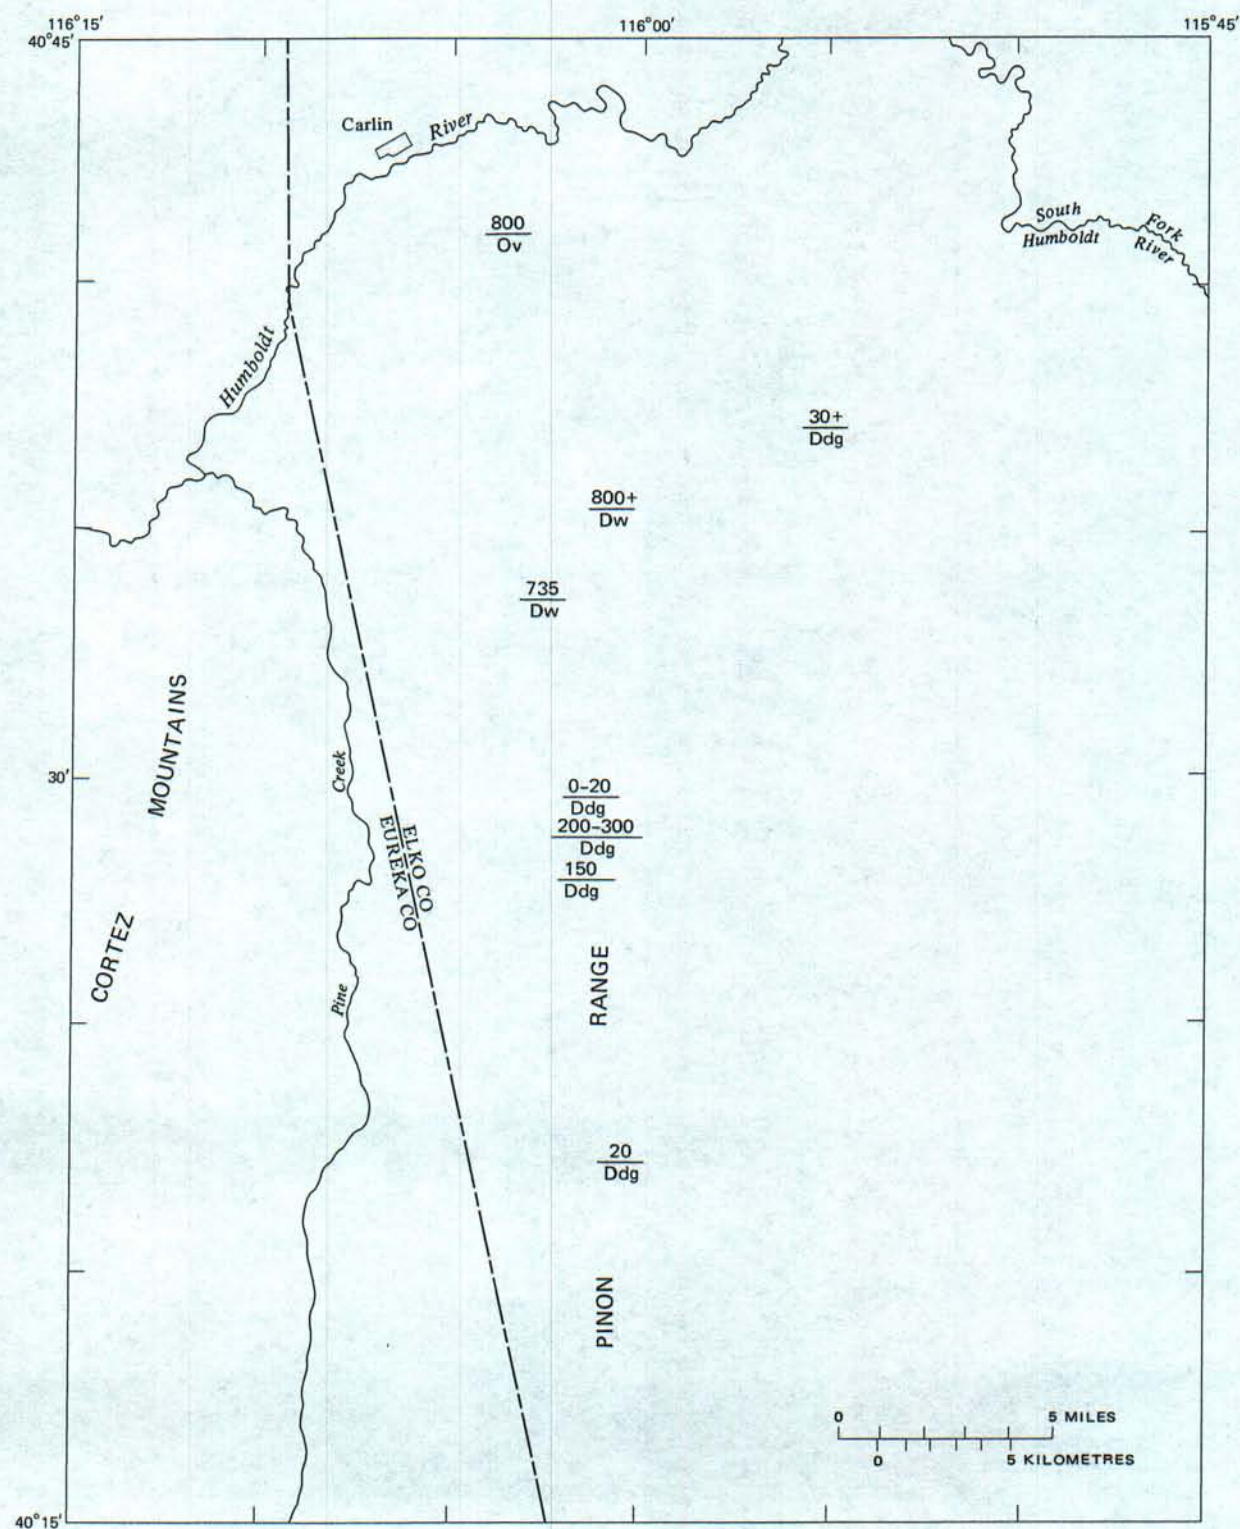 116°15′ 116°00′ 115°45′
40°45′
Carlin
River
800
Ov
South Fork
Humboldt River
Humboldt
30+
Ddg
800+
Dw
735
Dw
MOUNTAINS
Creek
30′
0–20
Ddg
200–300
Ddg
150
Ddg
ELKO CO
EUREKA CO
CORTEZ
RANGE
Pine
20
Ddg
PINON
0 5 MILES
0 5 KILOMETRES
40°15′